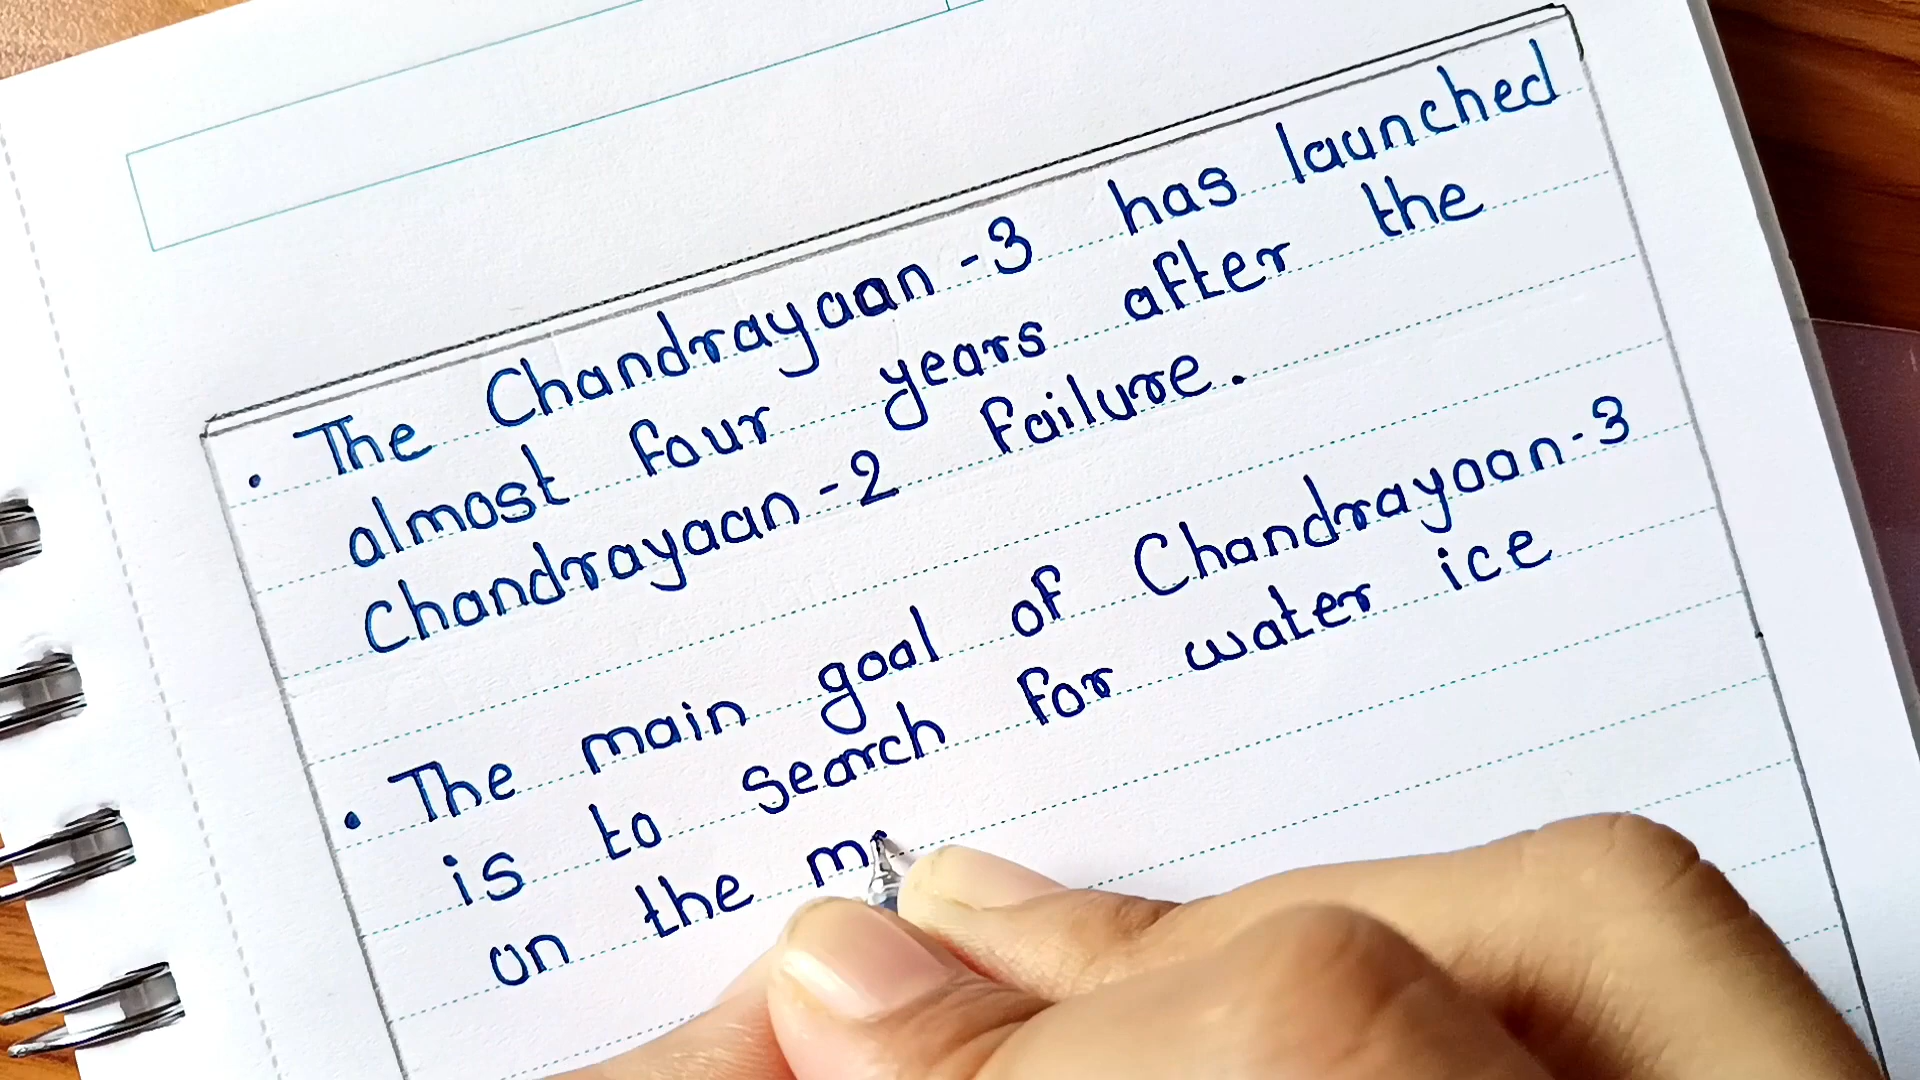 . The Chandrayaan -3 has launched
almost four years after the
Chandrayaan -2 failure.
. The main goal of Chandrayaan-3
is to search for water ice
on the